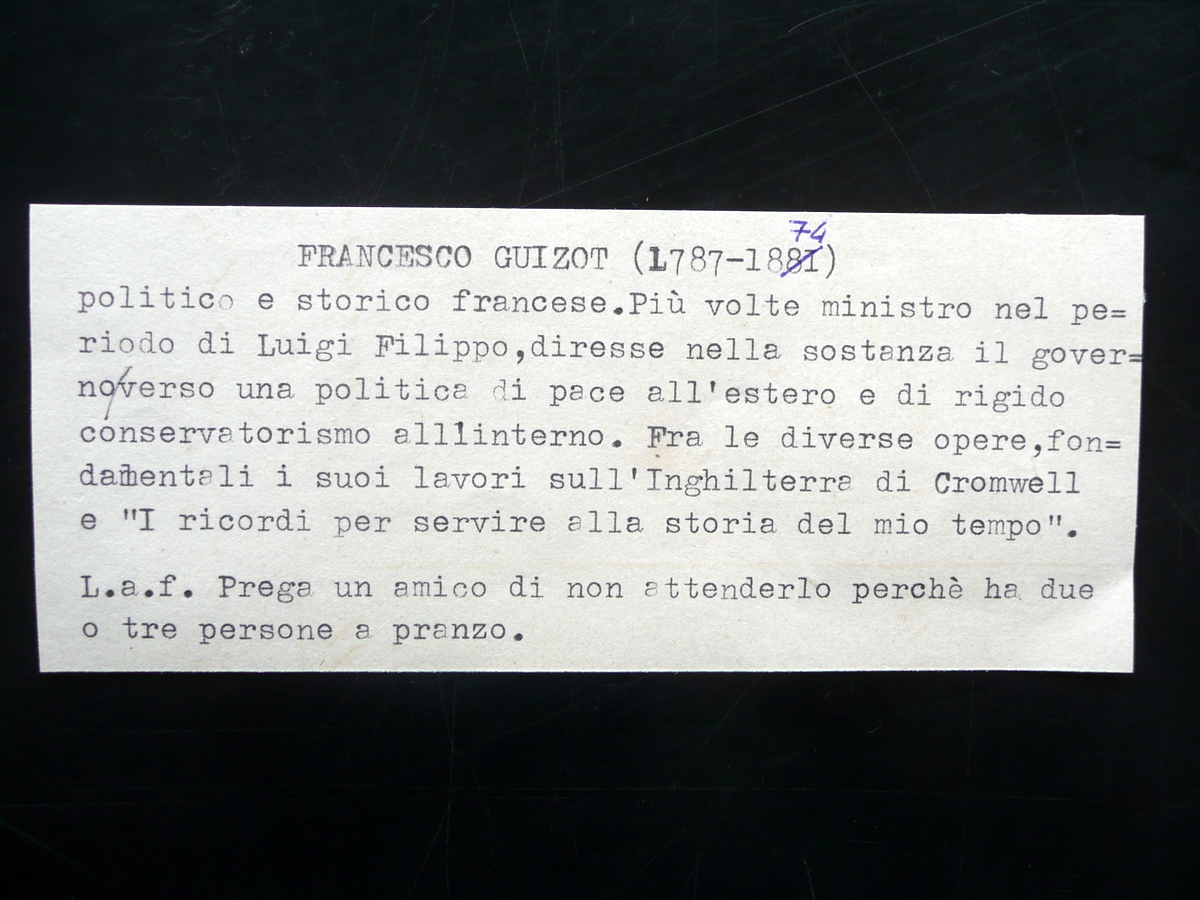 74
FRANCESCO GUIZOT (1787-1881)
politico e storico francese.Più volte ministro nel pe=
riodo di Luigi Filippo,diresse nella sostanza il gover=
no/verso una politica di pace all'estero e di rigido
conservatorismo alllinterno. Fra le diverse opere,fon=
damentali i suoi lavori sull'Inghilterra di Cromwell
e "I ricordi per servire alla storia del mio tempo".
L.a.f. Prega un amico di non attenderlo perchè ha due
o tre persone a pranzo.